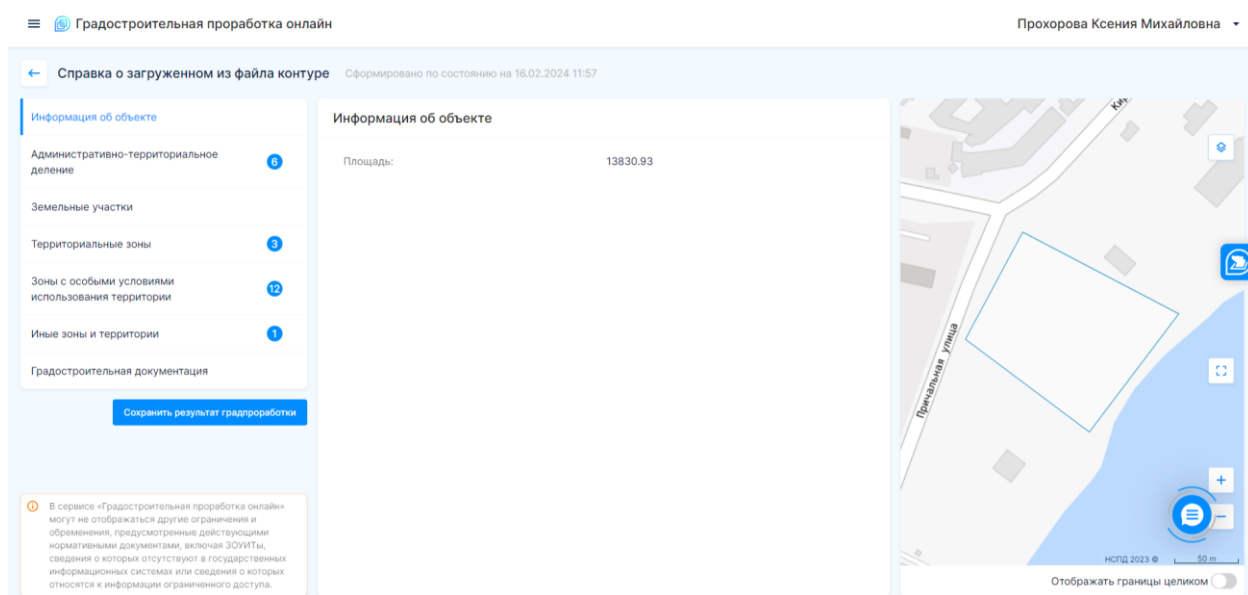 Градостроительная проработка онлайн
Прохорова Ксения Михайловна
Справка о загруженном из файла контуре
Сформировано по состоянию на 16.02.2024 11:57
Информация об объекте
Административно-территориальное
деление
6
Земельные участки
Территориальные зоны
3
Зоны с особыми условиями
использования территории
12
Иные зоны и территории
1
Градостроительная документация
Сохранить результат градпроработки
В сервисе «Градостроительная проработка онлайн»
могут не отображаться другие ограничения и
обременения, предусмотренные действующими
нормативными документами, включая ЗОУИТы,
сведения о которых отсутствуют в государственных
информационных системах или сведения о которых
относятся к информации ограниченного доступа.
Информация об объекте
Площадь:
13830.93
Причальная улица
НСПД 2023 ©
50 m
Отображать границы целиком